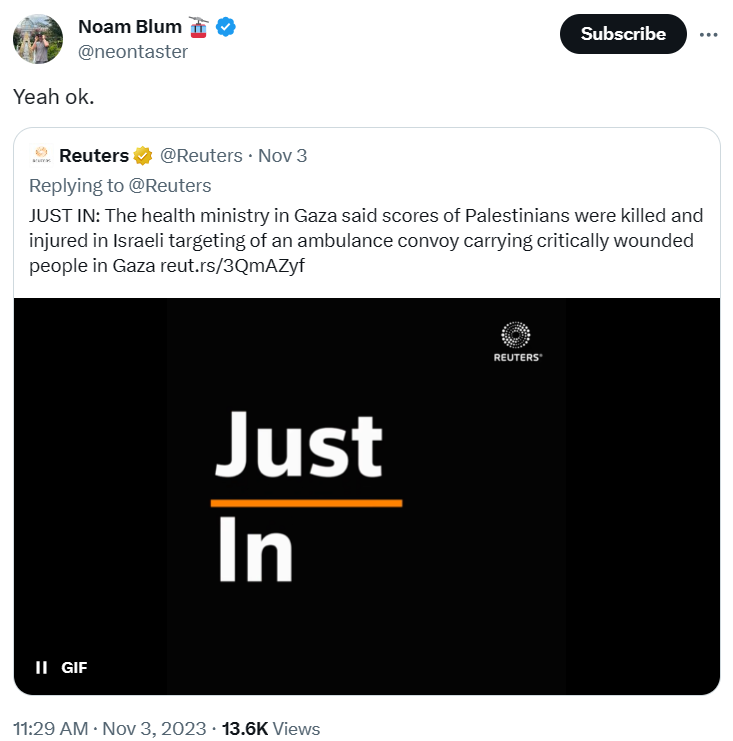 Noam Blum 🚡
Subscribe
@neontaster
Yeah ok.
Reuters @Reuters · Nov 3
Replying to @Reuters
JUST IN: The health ministry in Gaza said scores of Palestinians were killed and
injured in Israeli targeting of an ambulance convoy carrying critically wounded
people in Gaza reut.rs/3QmAZyf
REUTERS®
Just
In
GIF
11:29 AM · Nov 3, 2023 · 13.6K Views